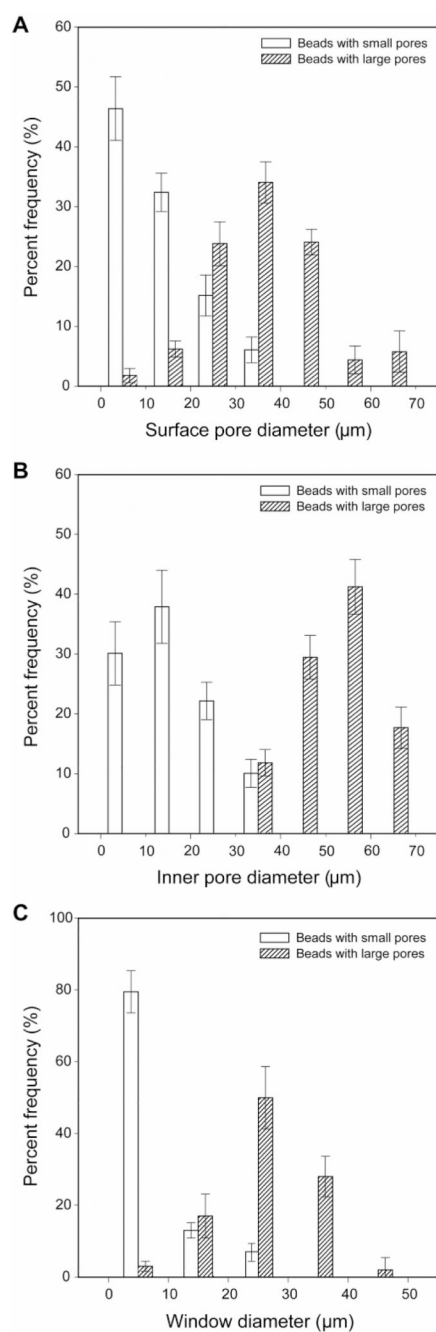 A
60
50
40
30
20
10
0
Percent frequency (%)
Beads with small pores
Beads with large pores
0 10 20 30 40 50 60 70
Surface pore diameter (µm)
B
60
50
40
30
20
10
0
Percent frequency (%)
Beads with small pores
Beads with large pores
0 10 20 30 40 50 60 70
Inner pore diameter (µm)
C
100
80
60
40
20
0
Percent frequency (%)
Beads with small pores
Beads with large pores
0 10 20 30 40 50
Window diameter (µm)